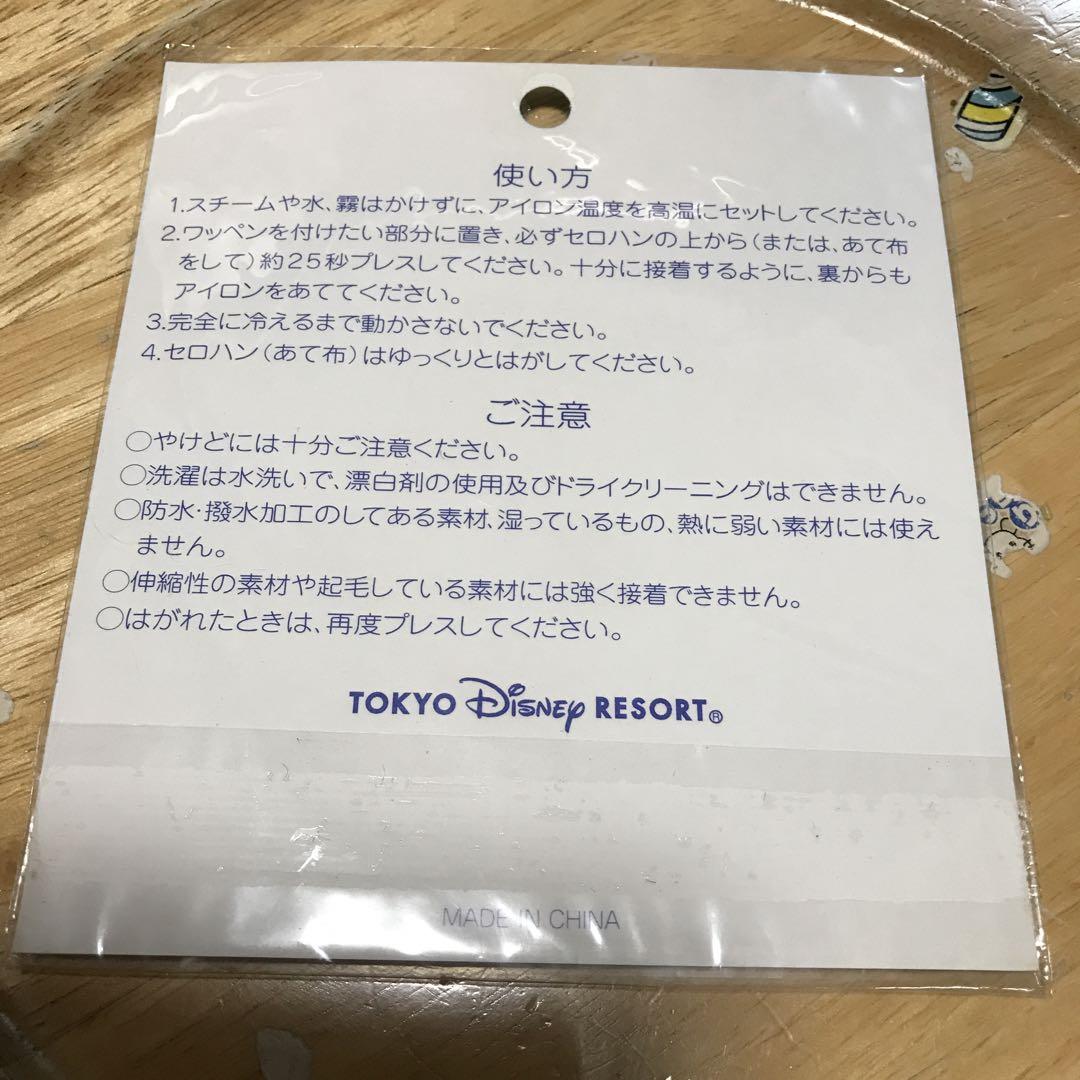 使い方
1.スチームや水、霧はかけずに、アイロン温度を高温にセットしてください。
2.ワッペンを付けたい部分に置き、必ずセロハンの上から(または、あて布
をして)約25秒プレスしてください。十分に接着するように、裏からも
アイロンをあててください。
3.完全に冷えるまで動かさないでください。
4.セロハン(あて布)はゆっくりとはがしてください。
ご注意
○やけどには十分ご注意ください。
○洗濯は水洗いで、漂白剤の使用及びドライクリーニングはできません。
○防水・撥水加工のしてある素材、湿っているもの、熱に弱い素材には使え
ません。
○伸縮性の素材や起毛している素材には強く接着できません。
○はがれたときは、再度プレスしてください。
TOKYO Disney RESORT®
MADE IN CHINA